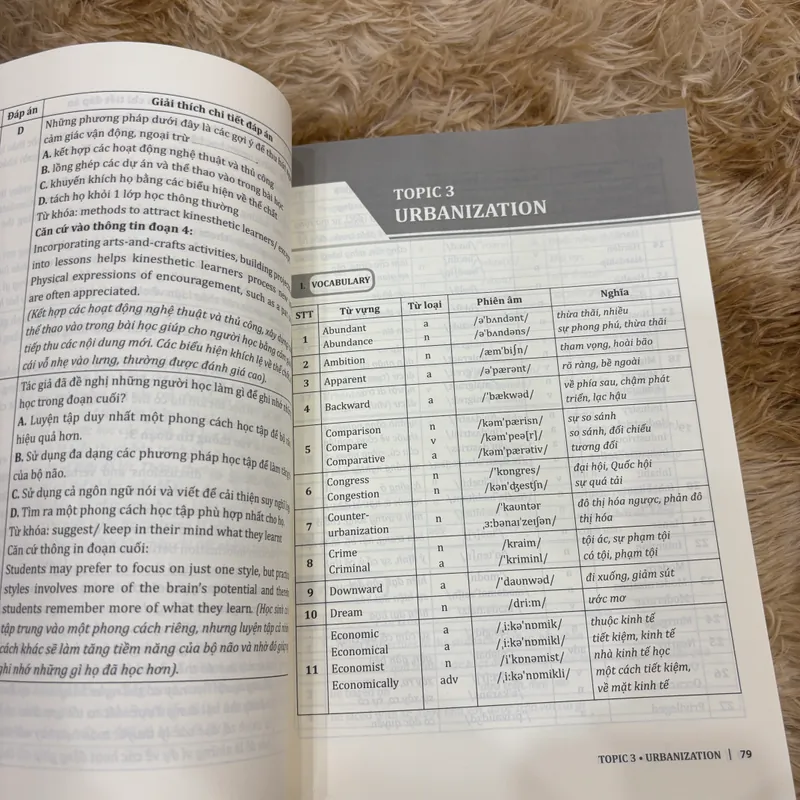 Đáp án
Giải thích chi tiết đáp án
D
Những phương pháp dưới đây là các gợi ý để thu hút
cảm giác vận động, ngoại trừ
A. kết hợp các hoạt động nghệ thuật và thủ công
B. lồng ghép các dự án và thể thao vào trong bài học
C. khuyến khích họ bằng các biểu hiện về thể chất
D. tách họ khỏi 1 lớp học thông thường
Từ khóa: methods to attract kinesthetic learners/
Căn cứ vào thông tin đoạn 4:
Incorporating arts-and-crafts activities, building projects
into lessons helps kinesthetic learners process new
Physical expressions of encouragement, such as a pat
are often appreciated.
(Kết hợp các hoạt động nghệ thuật và thủ công, xây dựng
thể thao vào trong bài học giúp cho người học bằng cảm
tiếp thu các nội dung mới. Các biểu hiện khích lệ về thể chất
cái vỗ nhẹ vào lưng, thường được đánh giá cao).
Tác giả đã đề nghị những người học làm gì để ghi nhớ
học trong đoạn cuối?
A. Luyện tập duy nhất một phong cách học tập để bộ
hiệu quả hơn.
B. Sử dụng đa dạng các phương pháp học tập để làm tăng
của bộ não.
C. Sử dụng cả ngôn ngữ nói và viết để cải thiện suy nghĩ
D. Tìm ra một phong cách học tập phù hợp nhất cho họ.
Từ khóa: suggest/ keep in their mind what they learnt
Căn cứ thông in đoạn cuối:
Students may prefer to focus on just one style, but
styles involves more of the brain's potential and
students remember more of what they learn. (Học sinh có
tập trung vào một phong cách riêng, nhưng luyện tập cả
cách khác sẽ làm tăng tiềm năng của bộ não và nhờ đó
ghi nhớ những gì họ đã học hơn).
TOPIC 3
URBANIZATION
I. VOCABULARY
STT Từ vựng Từ loại Phiên âm Nghĩa
1 Abundant a /ə'bʌndənt/ thừa thãi, nhiều
Abundance n /ə'bʌndəns/ sự phong phú, thừa thãi
2 Ambition n /æm'biʃn/ tham vọng, hoài bão
3 Apparent a /ə'pærənt/ rõ ràng, bề ngoài
4 Backward a /'bækwəd/ về phía sau, chậm phát
triển, lạc hậu
5 Comparison n /kəm'pærisn/ sự so sánh
Compare v /kəm'peə[r]/ so sánh, đối chiếu
Comparative a /kəm'pærətiv/ tương đối
6 Congress n /'kɒngres/ đại hội, Quốc hội
Congestion n /kən'dʒestʃn/ sự quá tải
7 Counter-
urbanization n /'kaʊntər
,ɜ:bənaɪ'zeɪʃən/ đô thị hóa ngược, phản đô
thị hóa
8 Crime n /kraim/ tội ác, sự phạm tội
Criminal a /'kriminl/ có tội, phạm tội
9 Downward a /'daʊnwəd/ đi xuống, giảm sút
10 Dream n /dri:m/ ước mơ
11 Economic a /,i:kə'nɒmik/ thuộc kinh tế
Economical a /,i:kə'nɒmikl/ tiết kiệm, kinh tế
Economist n /i'kɒnəmist/ nhà kinh tế học
Economically adv /,i:kə'nɒmikli/ một cách tiết kiệm,
về mặt kinh tế
TOPIC 3 • URBANIZATION | 79